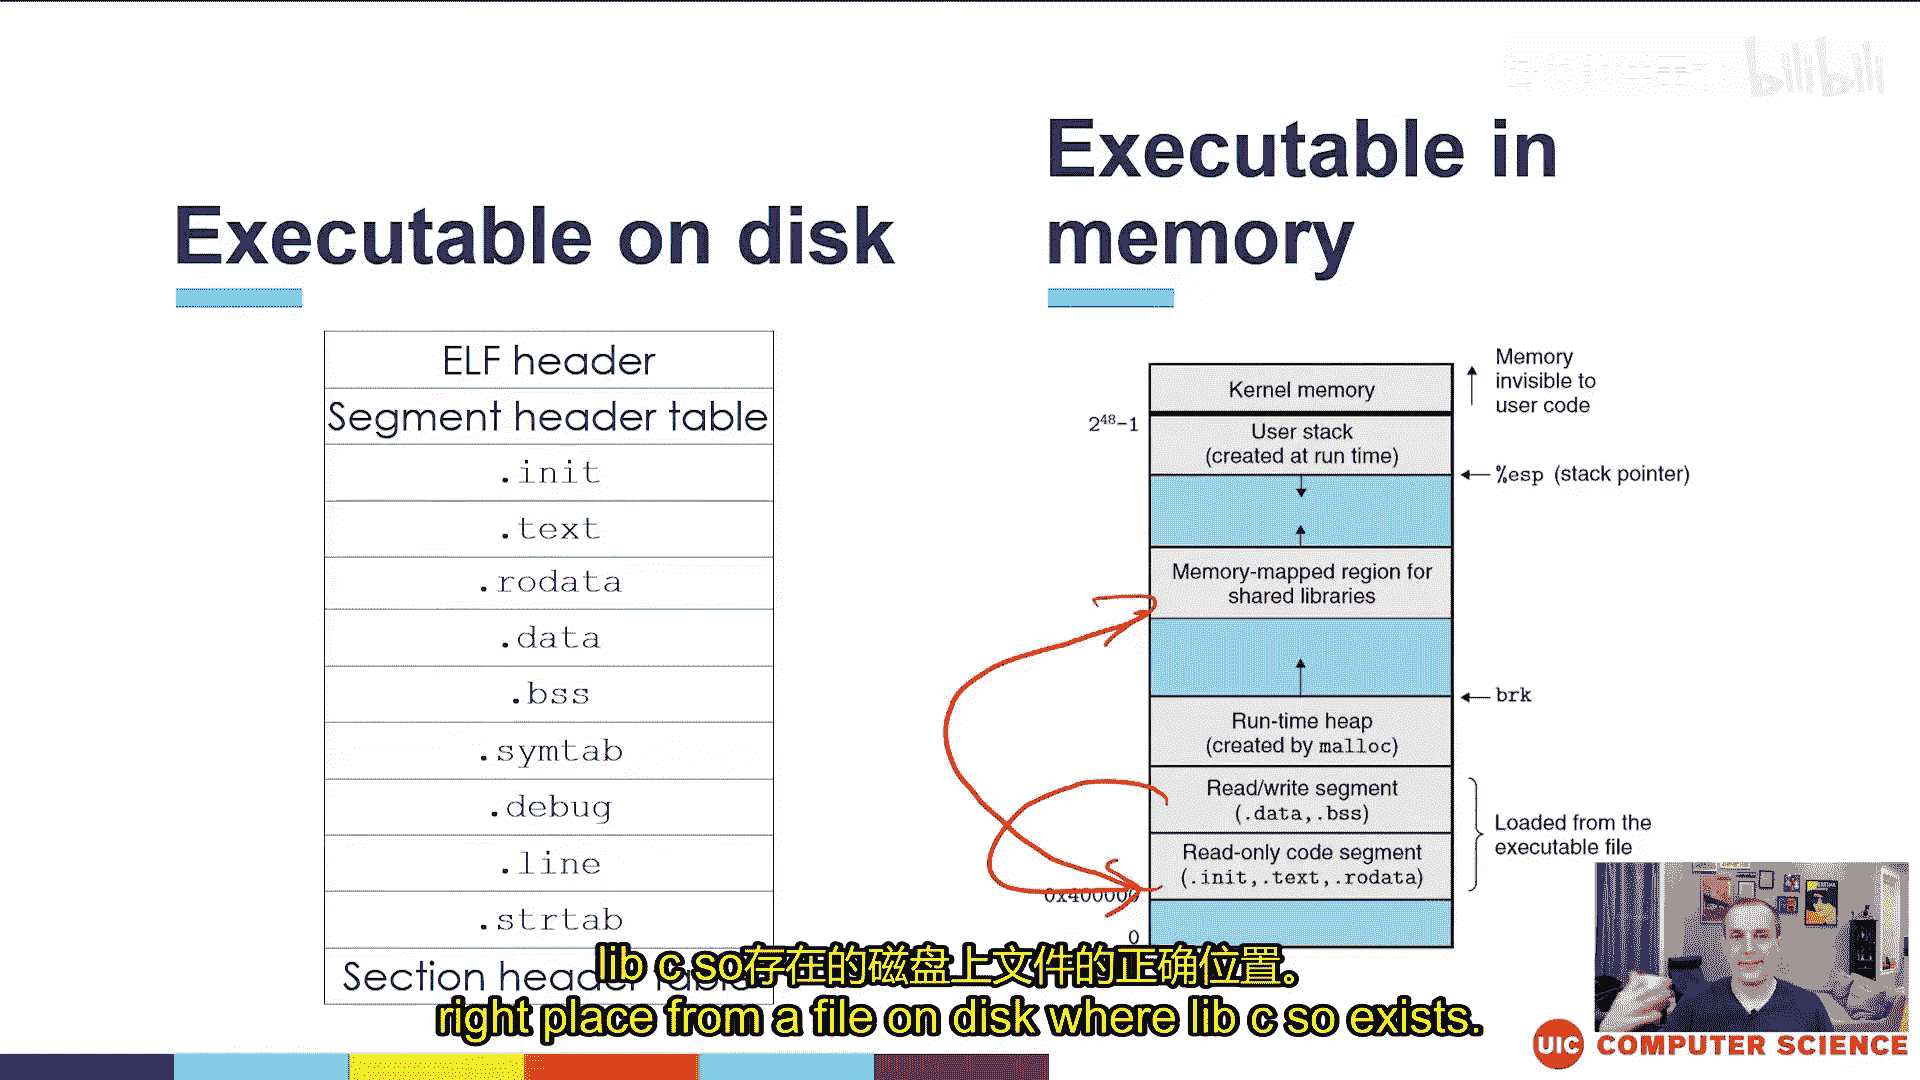 bilibili
Executable on disk
ELF header
Segment header table
.init
.text
.rodata
.data
.bss
.symtab
.debug
.line
.strtab
Section header table
Executable in
memory
Kernel memory
Memory
invisible to
user code
2⁴⁸−1
User stack
(created at run time)
%esp (stack pointer)
Memory-mapped region for
shared libraries
brk
Run-time heap
(created by malloc)
Read/write segment
(.data,.bss)
Loaded from the
executable file
Read-only code segment
(.init,.text,.rodata)
0x400000
0
lib c so存在的磁盘上文件的正确位置。
right place from a file on disk where lib c so exists.
UIC COMPUTER SCIENCE